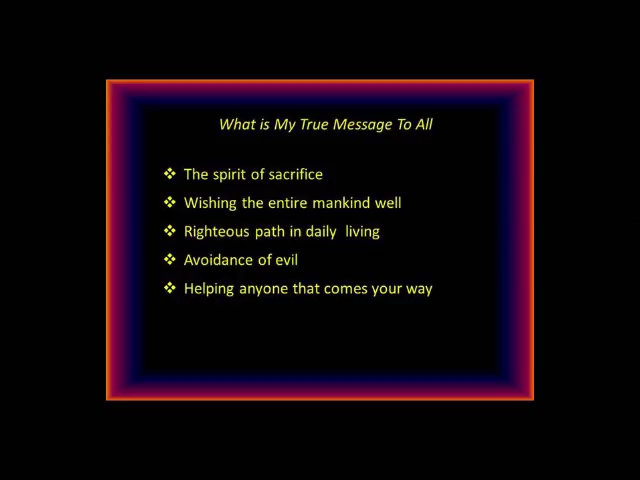 What is My True Message To All
❖ The spirit of sacrifice
❖ Wishing the entire mankind well
❖ Righteous path in daily  living
❖ Avoidance of evil
❖ Helping anyone that comes your way